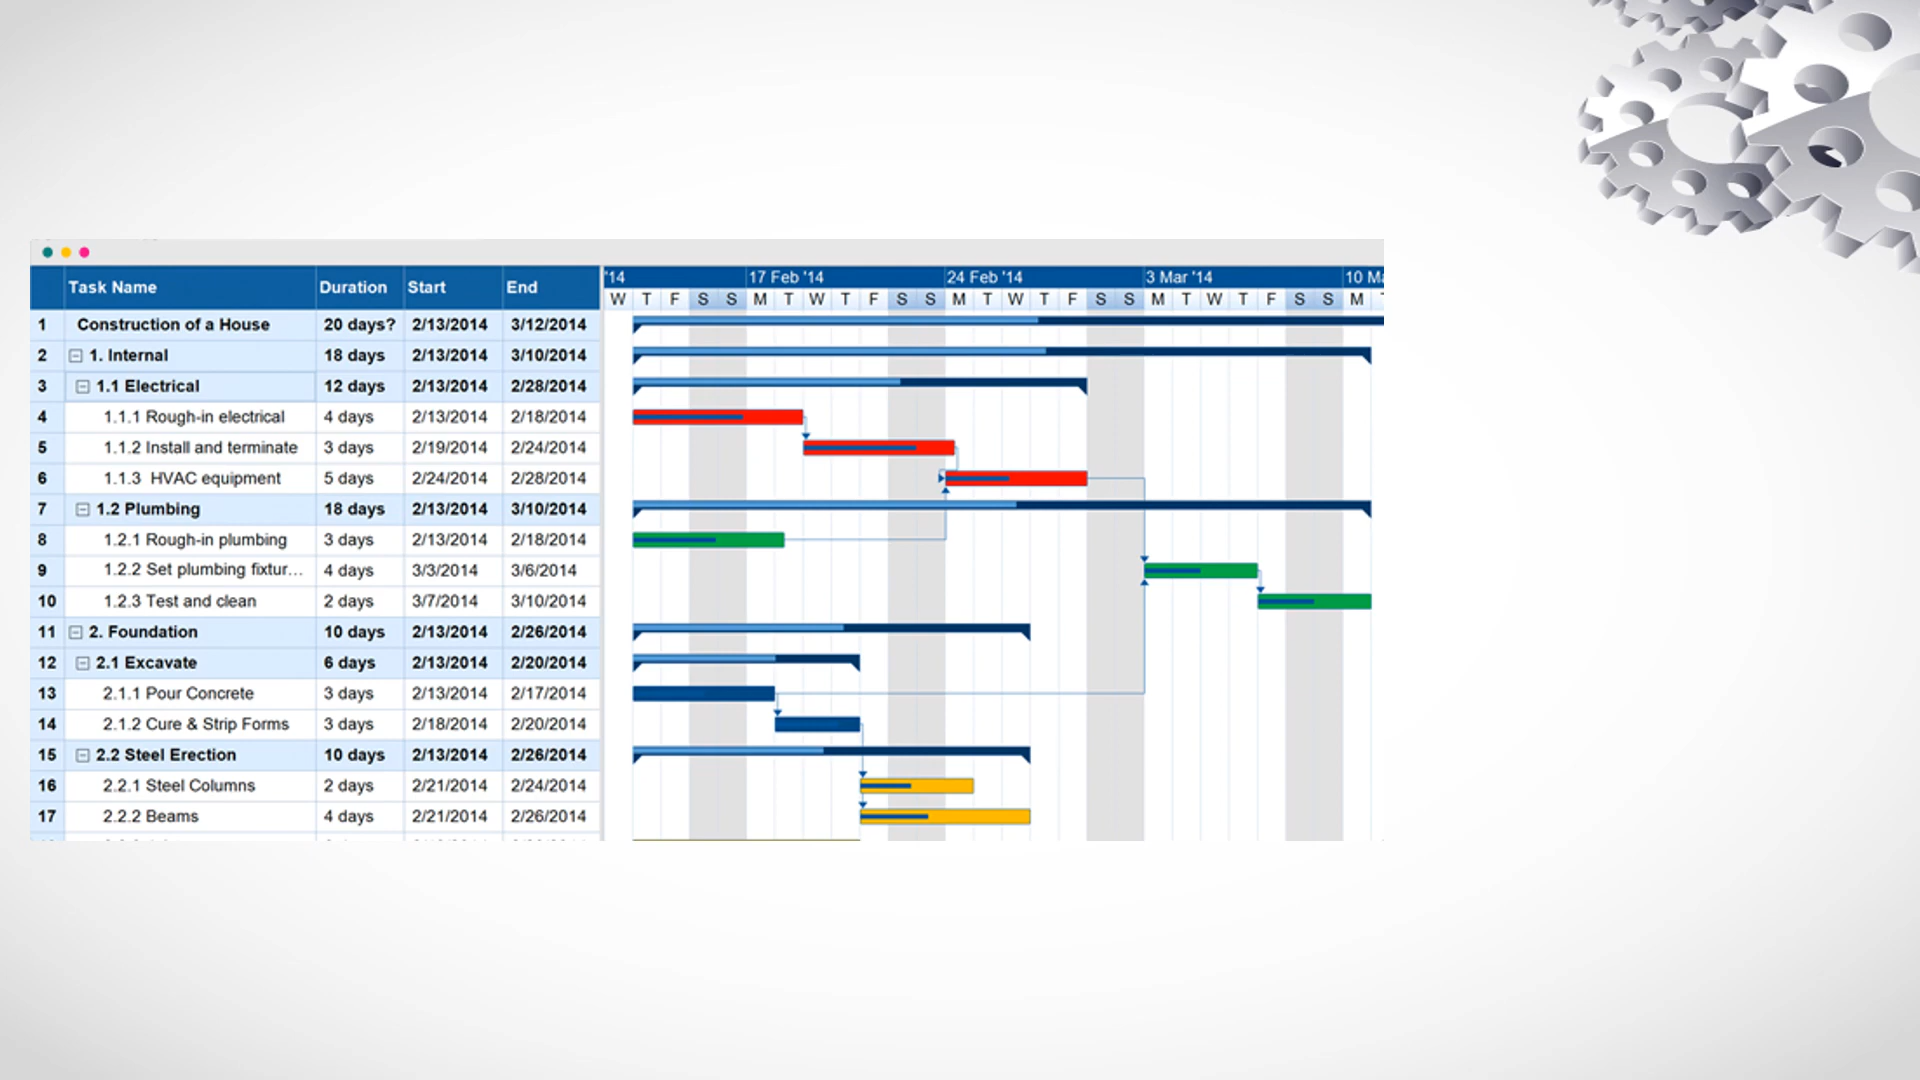 Task Name Duration Start End '14 17 Feb '14 24 Feb '14 3 Mar '14 10 Ma
W T F S S M T W T F S S M T W T F S S M T W T F S S M
1 Construction of a House 20 days? 2/13/2014 3/12/2014
2 1. Internal 18 days 2/13/2014 3/10/2014
3 1.1 Electrical 12 days 2/13/2014 2/28/2014
4 1.1.1 Rough-in electrical 4 days 2/13/2014 2/18/2014
5 1.1.2 Install and terminate 3 days 2/19/2014 2/24/2014
6 1.1.3 HVAC equipment 5 days 2/24/2014 2/28/2014
7 1.2 Plumbing 18 days 2/13/2014 3/10/2014
8 1.2.1 Rough-in plumbing 3 days 2/13/2014 2/18/2014
9 1.2.2 Set plumbing fixtur... 4 days 3/3/2014 3/6/2014
10 1.2.3 Test and clean 2 days 3/7/2014 3/10/2014
11 2. Foundation 10 days 2/13/2014 2/26/2014
12 2.1 Excavate 6 days 2/13/2014 2/20/2014
13 2.1.1 Pour Concrete 3 days 2/13/2014 2/17/2014
14 2.1.2 Cure & Strip Forms 3 days 2/18/2014 2/20/2014
15 2.2 Steel Erection 10 days 2/13/2014 2/26/2014
16 2.2.1 Steel Columns 2 days 2/21/2014 2/24/2014
17 2.2.2 Beams 4 days 2/21/2014 2/26/2014